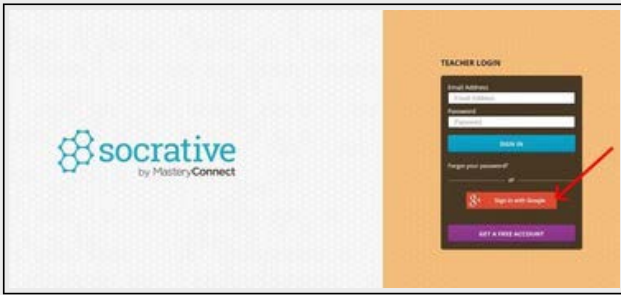 socrative
by MasteryConnect
TEACHER LOGIN
Email Address
Email Address
Password
Password
SIGN IN
Forgot your password?
or
g+ Sign in with Google
GET A FREE ACCOUNT